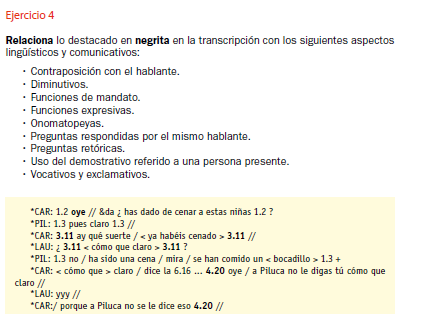 Ejercicio 4
Relaciona lo destacado en negrita en la transcripción con los siguientes aspectos
lingüísticos y comunicativos:
· Contraposición con el hablante.
· Diminutivos.
· Funciones de mandato.
· Funciones expresivas.
· Onomatopeyas.
· Preguntas respondidas por el mismo hablante.
· Preguntas retóricas.
· Uso del demostrativo referido a una persona presente.
· Vocativos y exclamativos.
*CAR: 1.2 oye // &da ¿ has dado de cenar a estas niñas 1.2 ?
*PIL: 1.3 pues claro 1.3 //
*CAR: 3.11 ay qué suerte / < ya habéis cenado > 3.11 //
*LAU: ¿ 3.11 < cómo que claro > 3.11 ?
*PIL: 1.3 no / ha sido una cena / mira / se han comido un < bocadillo > 1.3 +
*CAR: < cómo que > claro / dice la 6.16 ... 4.20 oye / a Piluca no le digas tú cómo que
claro //
*LAU: yyy //
*CAR:/ porque a Piluca no se le dice eso 4.20 //